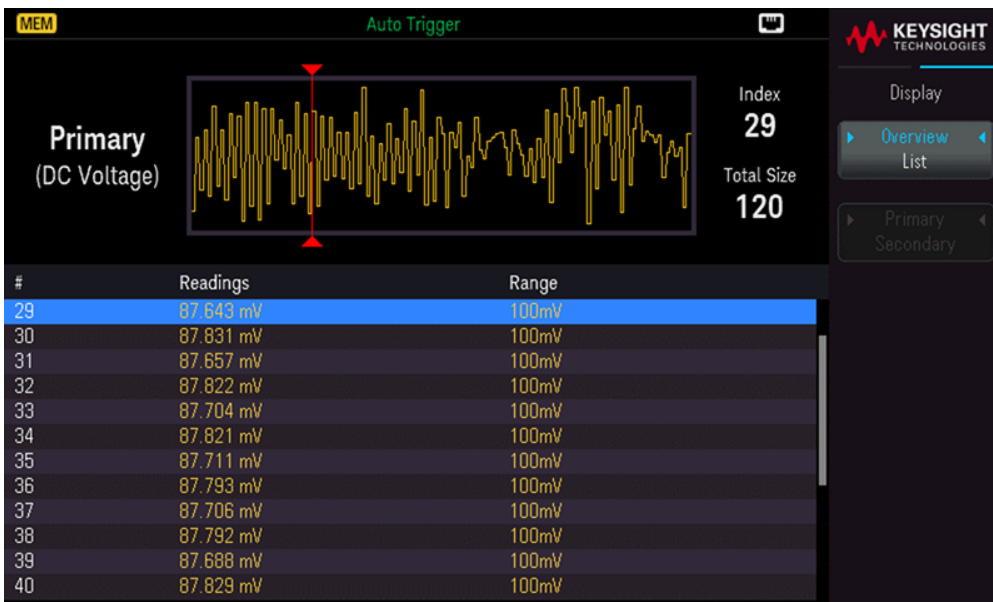 MEM
Auto Trigger
KEYSIGHT
TECHNOLOGIES
Primary
(DC Voltage)
Index
29
Total Size
120
Display
Overview
List
Primary
Secondary
# Readings Range
29 87.643 mV 100mV
30 87.831 mV 100mV
31 87.657 mV 100mV
32 87.822 mV 100mV
33 87.704 mV 100mV
34 87.821 mV 100mV
35 87.711 mV 100mV
36 87.793 mV 100mV
37 87.706 mV 100mV
38 87.792 mV 100mV
39 87.688 mV 100mV
40 87.829 mV 100mV